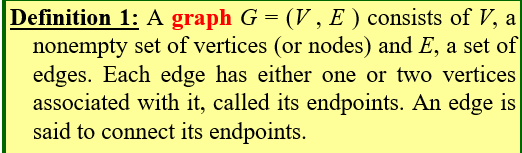 Definition 1: A graph G = (V , E ) consists of V, a
nonempty set of vertices (or nodes) and E, a set of
edges. Each edge has either one or two vertices
associated with it, called its endpoints. An edge is
said to connect its endpoints.